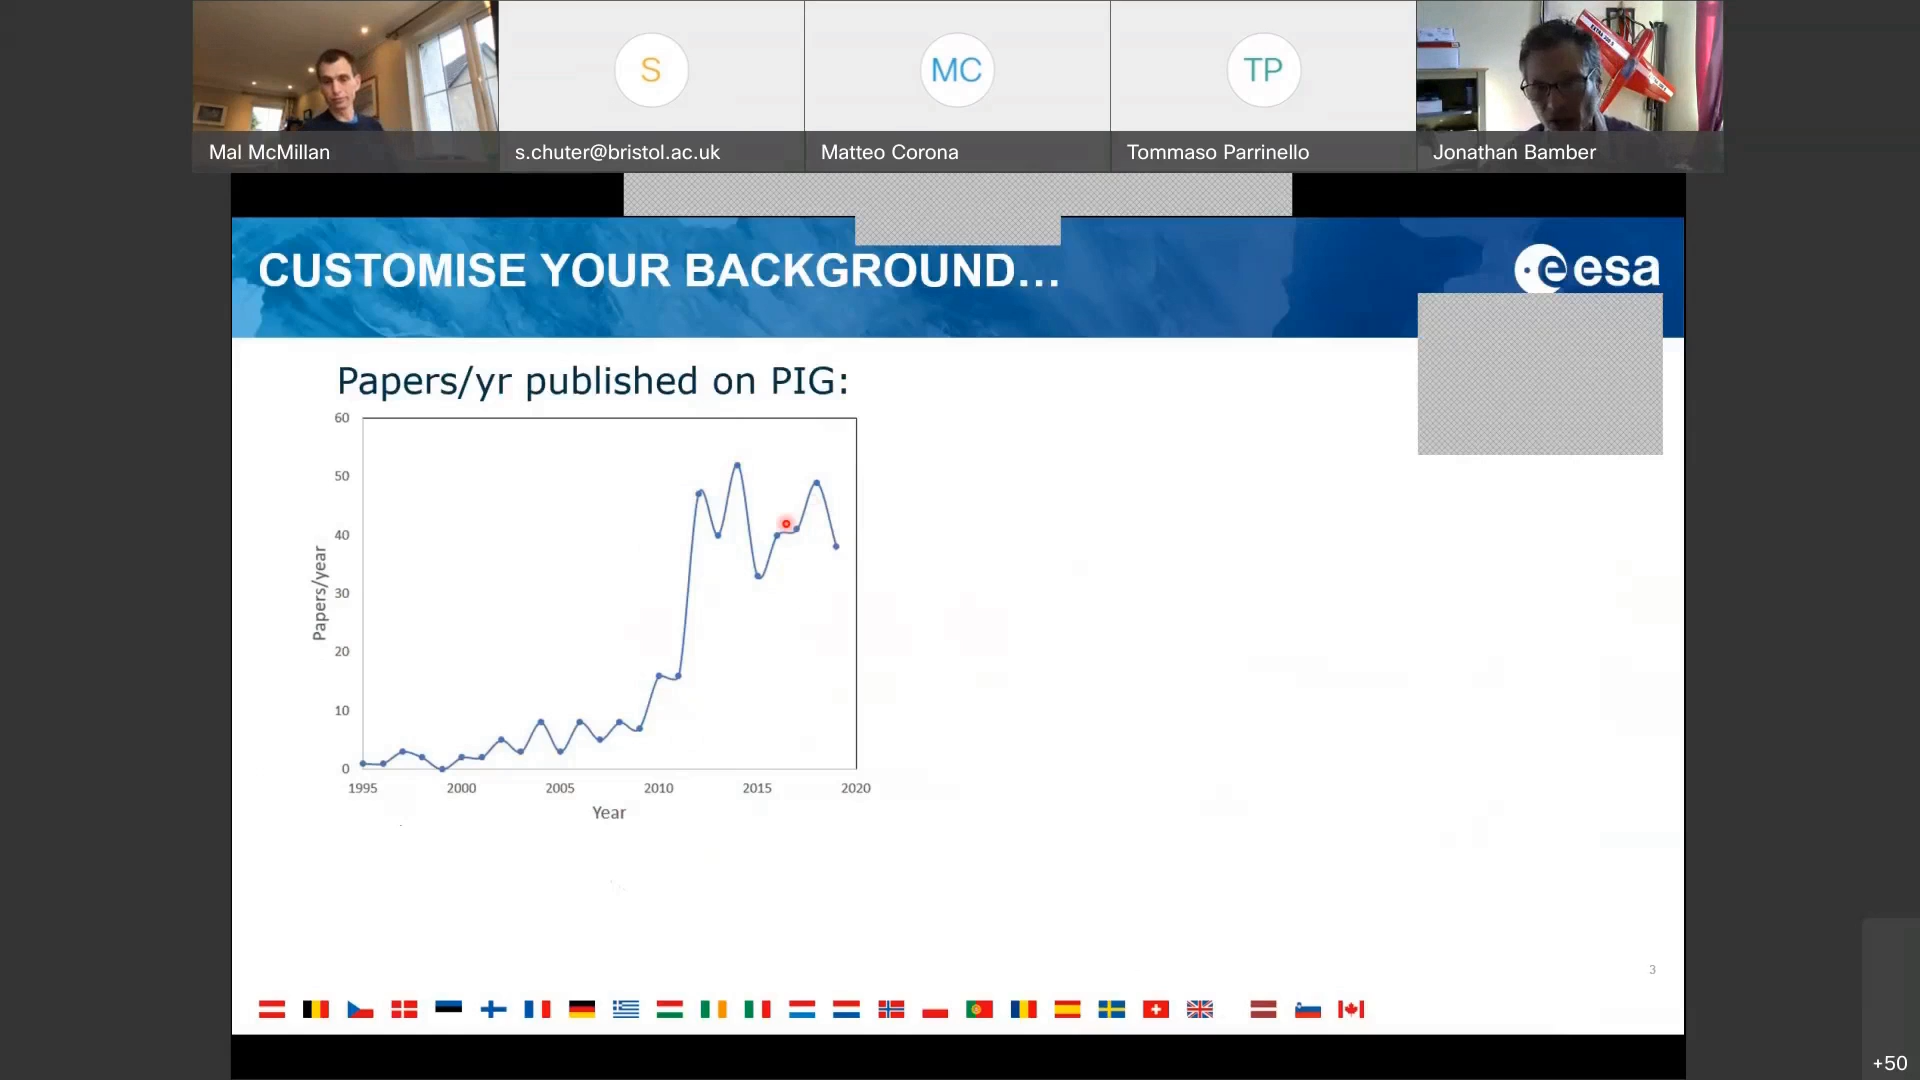 S
MC
TP
Mal McMillan
s.chuter@bristol.ac.uk
Matteo Corona
Tommaso Parrinello
Jonathan Bamber
CUSTOMISE YOUR BACKGROUND...
esa
Papers/yr published on PIG:
60
50
40
30
20
10
0
Papers/year
1995
2000
2005
2010
2015
2020
Year
3
+50